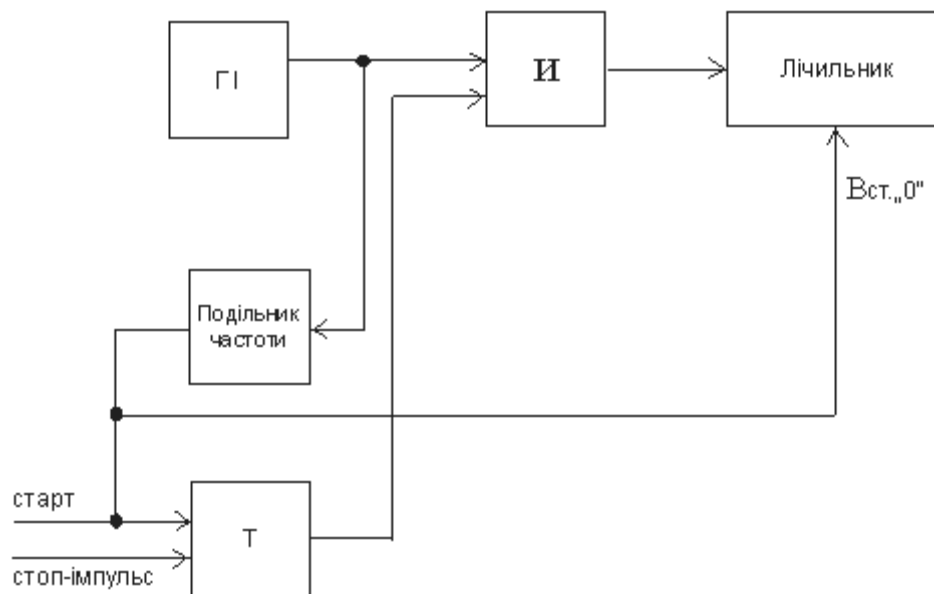 ГІ
И
Лічильник
Вст.„0"
Подільник
частоти
старт
Т
стоп-імпульс